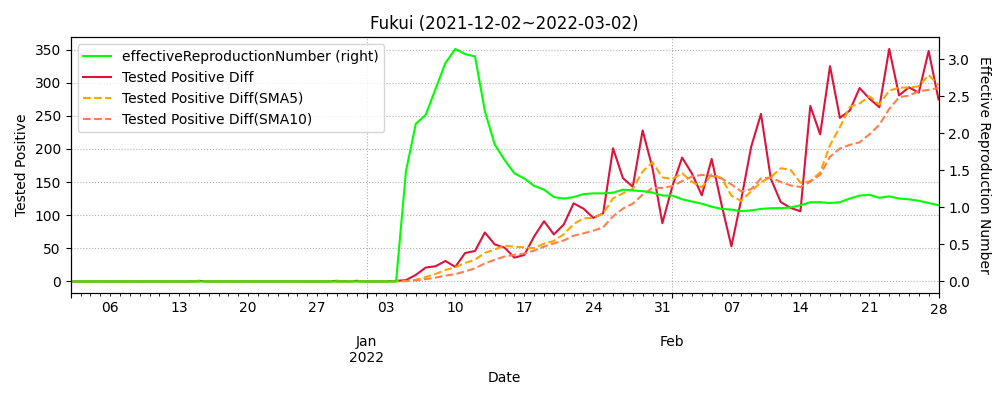 Fukui (2021-12-02~2022-03-02)
effectiveReproductionNumber (right)
Tested Positive Diff
Tested Positive Diff(SMA5)
Tested Positive Diff(SMA10)
Tested Positive
350
300
250
200
150
100
50
0
Effective Reproduction Number
3.0
2.5
2.0
1.5
1.0
0.5
0.0
06 13 20 27 03 10 17 24 31 07 14 21 28
Jan Feb
2022
Date